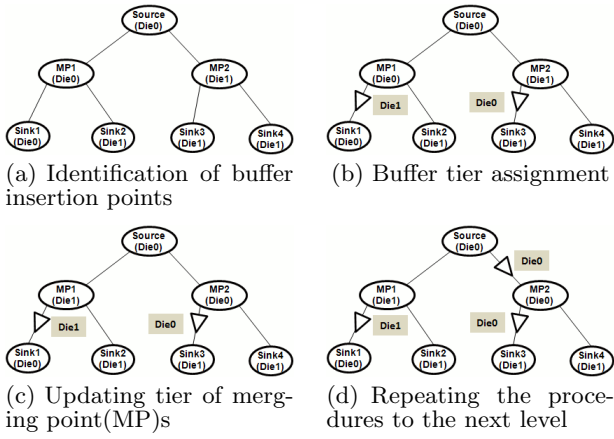 Source
(Die0)
MP1
(Die0)
MP2
(Die1)
Sink1
(Die0)
Sink2
(Die1)
Sink3
(Die1)
Sink4
(Die1)
(a) Identification of buffer
insertion points
Source
(Die0)
MP1
(Die0)
MP2
(Die1)
Die1
Die0
Sink1
(Die0)
Sink2
(Die1)
Sink3
(Die1)
Sink4
(Die1)
(b) Buffer tier assignment
Source
(Die0)
MP1
(Die1)
MP2
(Die0)
Die1
Die0
Sink1
(Die0)
Sink2
(Die1)
Sink3
(Die1)
Sink4
(Die1)
(c) Updating tier of merg-
ing point(MP)s
Source
(Die0)
Die0
MP1
(Die1)
MP2
(Die0)
Die1
Die0
Sink1
(Die0)
Sink2
(Die1)
Sink3
(Die1)
Sink4
(Die1)
(d) Repeating the proce-
dures to the next level